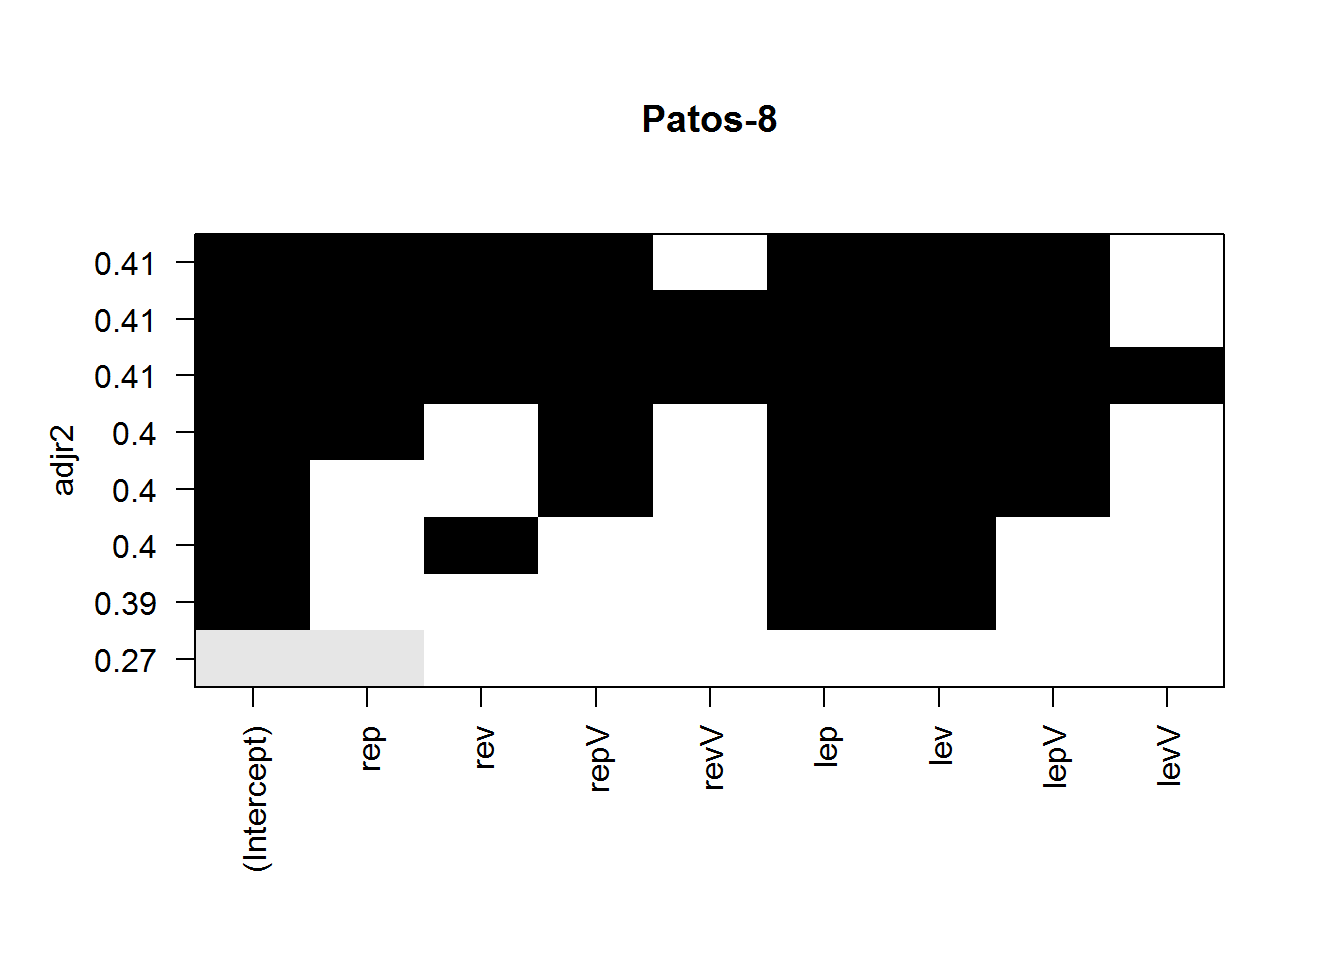 Patos-8
adjr2
0.41
0.41
0.41
0.4
0.4
0.4
0.39
0.27
(Intercept)
rep
rev
repV
revV
lep
lev
lepV
levV